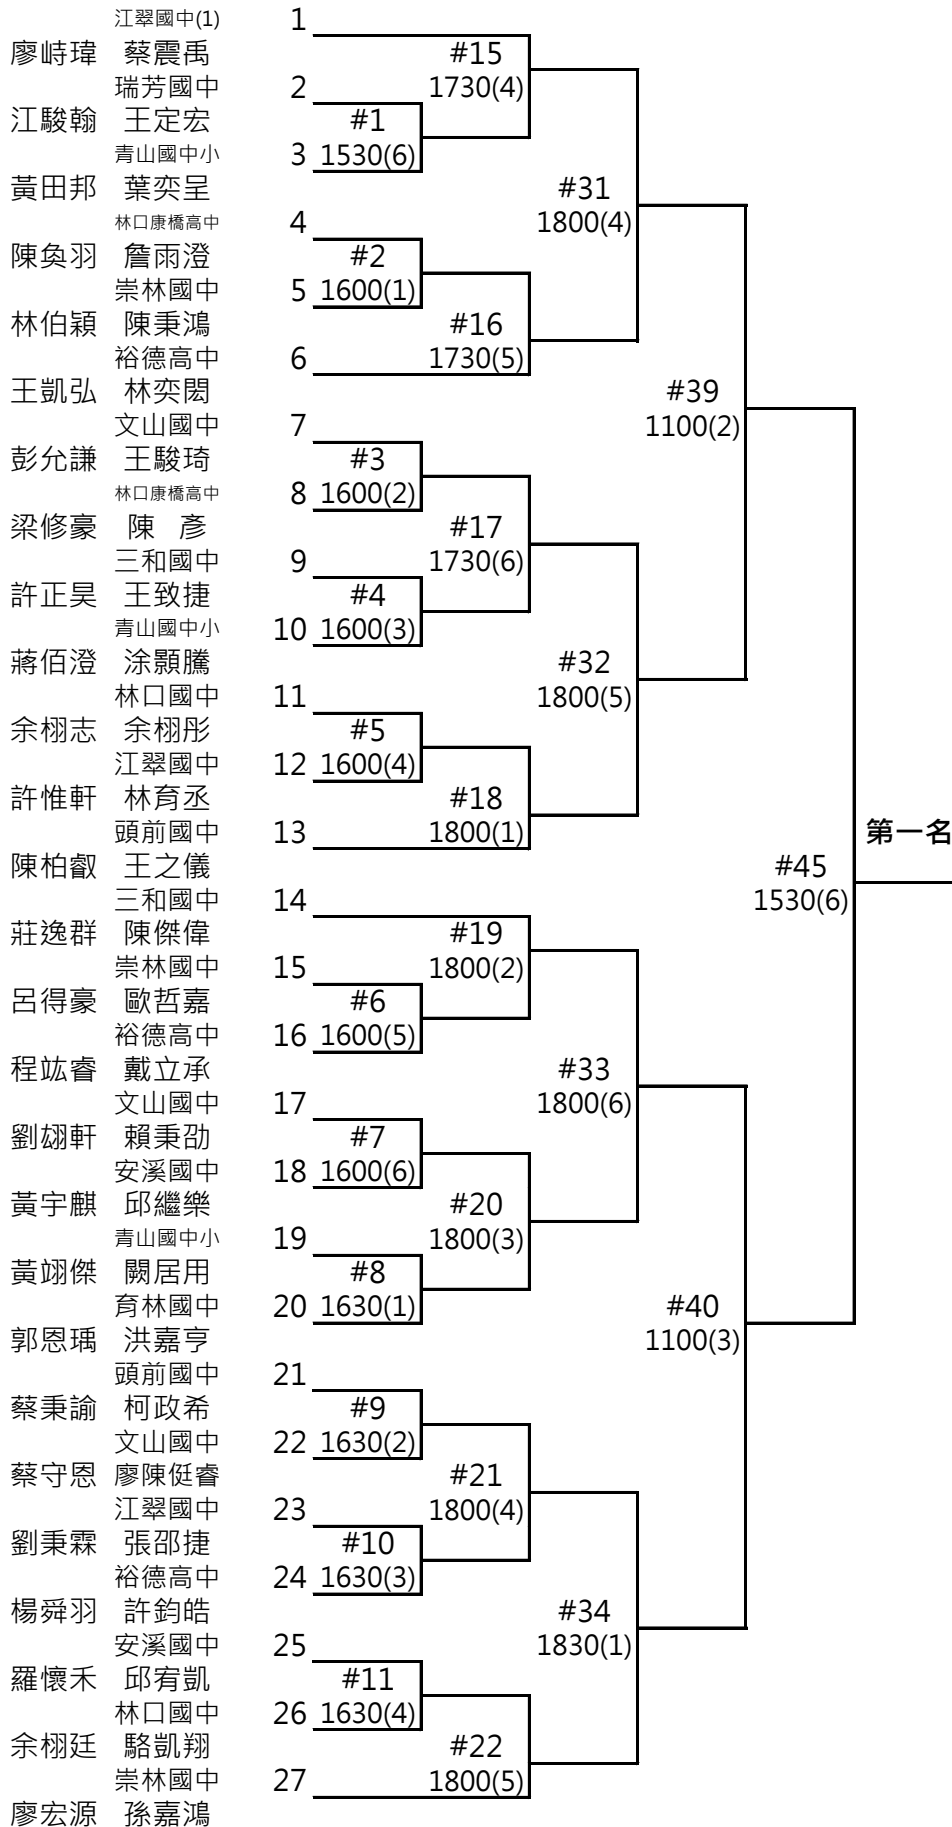 江翠國中(1) 1
廖峙瑋 蔡震禹 #15
瑞芳國中 2 1730(4)
江駿翰 王定宏 #1
青山國中小 3 1530(6)
黃田邦 葉奕呈 #31
林口康橋高中 4 1800(4)
陳奐羽 詹雨澄 #2
崇林國中 5 1600(1)
林伯穎 陳秉鴻 #16
裕德高中 6 1730(5)
王凱弘 林奕閎 #39
文山國中 7 1100(2)
彭允謙 王駿琦 #3
林口康橋高中 8 1600(2)
梁修豪 陳 彥 #17
三和國中 9 1730(6)
許正昊 王致捷 #4
青山國中小 10 1600(3)
蔣佰澄 涂顥騰 #32
林口國中 11 1800(5)
余栩志 余栩彤 #5
江翠國中 12 1600(4)
許惟軒 林育丞 #18
頭前國中 13 1800(1) 第一名
陳柏叡 王之儀 #45
三和國中 14 1530(6)
莊逸群 陳傑偉 #19
崇林國中 15 1800(2)
呂得豪 歐哲嘉 #6
裕德高中 16 1600(5)
程竑睿 戴立承 #33
文山國中 17 1800(6)
劉翃軒 賴秉劭 #7
安溪國中 18 1600(6)
黃宇麒 邱繼樂 #20
青山國中小 19 1800(3)
黃翊傑 闕居用 #8
育林國中 20 1630(1) #40
郭恩瑀 洪嘉亨 1100(3)
頭前國中 21
蔡秉諭 柯政希 #9
文山國中 22 1630(2)
蔡守恩 廖陳侹睿 #21
江翠國中 23 1800(4)
劉秉霖 張邵捷 #10
裕德高中 24 1630(3)
楊舜羽 許鈞皓 #34
安溪國中 25 1830(1)
羅懷禾 邱宥凱 #11
林口國中 26 1630(4)
余栩廷 駱凱翔 #22
崇林國中 27 1800(5)
廖宏源 孫嘉鴻